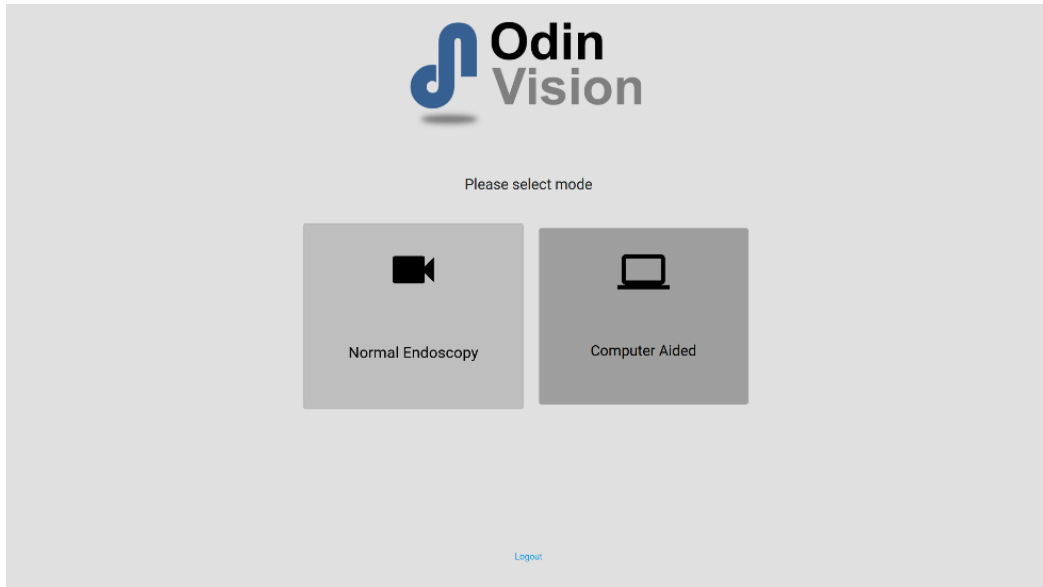 Odin
Vision
Please select mode
Normal Endoscopy
Computer Aided
Logout